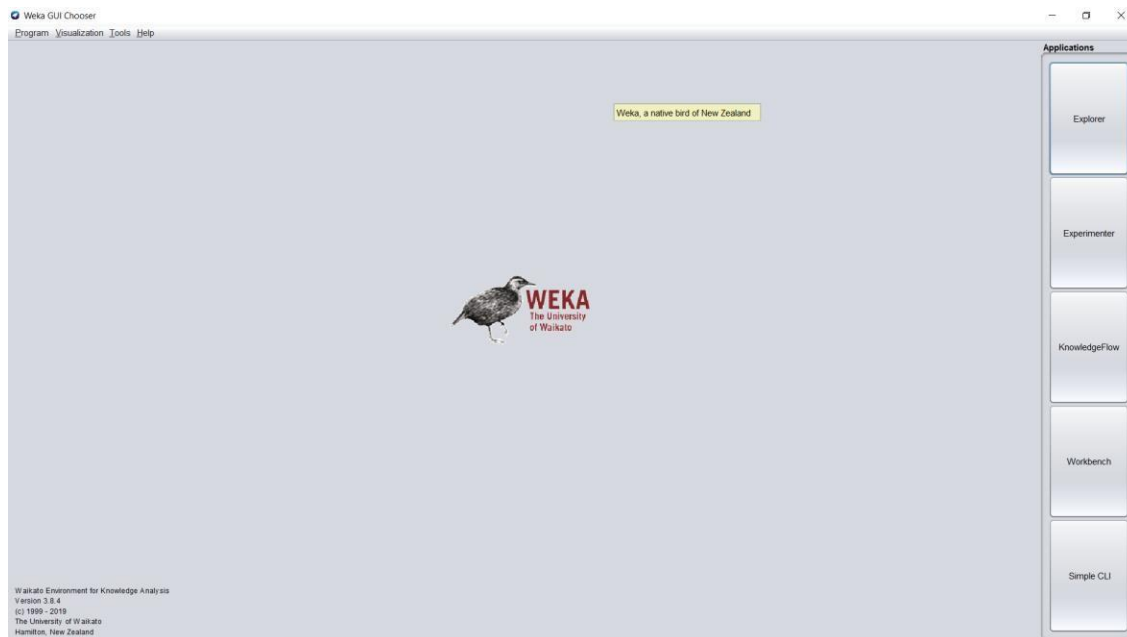 Weka GUI Chooser
Program Visualization Tools Help
Applications
Weka, a native bird of New Zealand
Explorer
Experimenter
WEKA
The University
of Waikato
KnowledgeFlow
Workbench
Simple CLI
Waikato Environment for Knowledge Analysis
Version 3.8.4
(c) 1999 - 2019
The University of Waikato
Hamilton, New Zealand